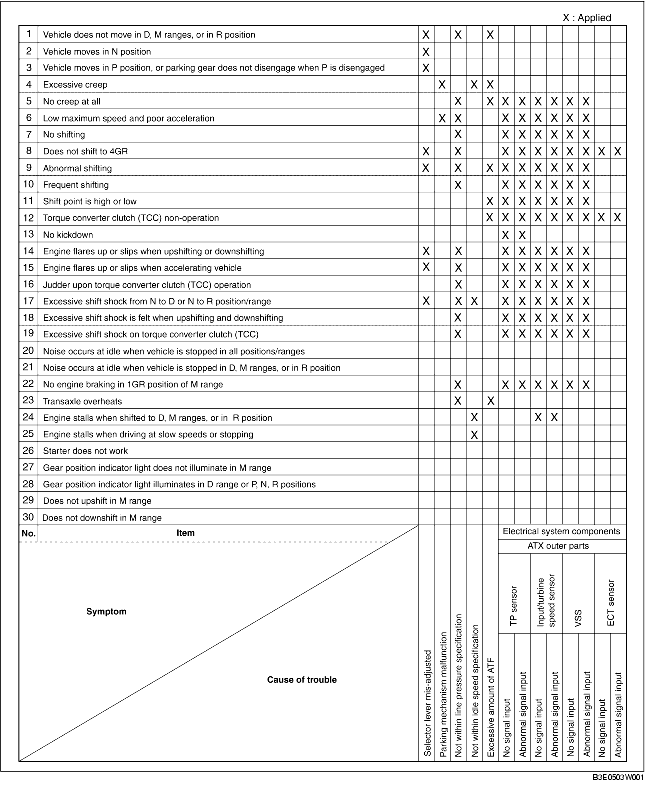 X : Applied
1 Vehicle does not move in D, M ranges, or in R position X X X
2 Vehicle moves in N position X
3 Vehicle moves in P position, or parking gear does not disengage when P is disengaged X
4 Excessive creep X X X
5 No creep at all X X X X X X X X
6 Low maximum speed and poor acceleration X X X X X X X X
7 No shifting X X X X X X X
8 Does not shift to 4GR X X X X X X X X X X
9 Abnormal shifting X X X X X X X X X
10 Frequent shifting X X X X X X X
11 Shift point is high or low X X X X X X X
12 Torque converter clutch (TCC) non-operation X X X X X X X X X
13 No kickdown X X
14 Engine flares up or slips when upshifting or downshifting X X X X X X X X
15 Engine flares up or slips when accelerating vehicle X X X X X X X X
16 Judder upon torque converter clutch (TCC) operation X X X X X X X
17 Excessive shift shock from N to D or N to R position/range X X X X X X X X X
18 Excessive shift shock is felt when upshifting and downshifting X X X X X X X
19 Excessive shift shock on torque converter clutch (TCC) X X X X X X X
20 Noise occurs at idle when vehicle is stopped in all positions/ranges
21 Noise occurs at idle when vehicle is stopped in D, M ranges, or in R position
22 No engine braking in 1GR position of M range X X X X X X X
23 Transaxle overheats X X
24 Engine stalls when shifted to D, M ranges, or in R position X X X
25 Engine stalls when driving at slow speeds or stopping X
26 Starter does not work
27 Gear position indicator light does not illuminate in M range
28 Gear position indicator light illuminates in D range or P, N, R positions
29 Does not upshift in M range
30 Does not downshift in M range
No. Item
Symptom
Cause of trouble
Selector lever mis-adjusted
Parking mechanism malfunction
Not within line pressure specification
Not within idle speed specification
Excessive amount of ATF
Electrical system components
ATX outer parts
TP sensor
Input/turbine
speed sensor
VSS
ECT sensor
No signal input
Abnormal signal input
No signal input
Abnormal signal input
No signal input
Abnormal signal input
No signal input
Abnormal signal input
B3E0503W001